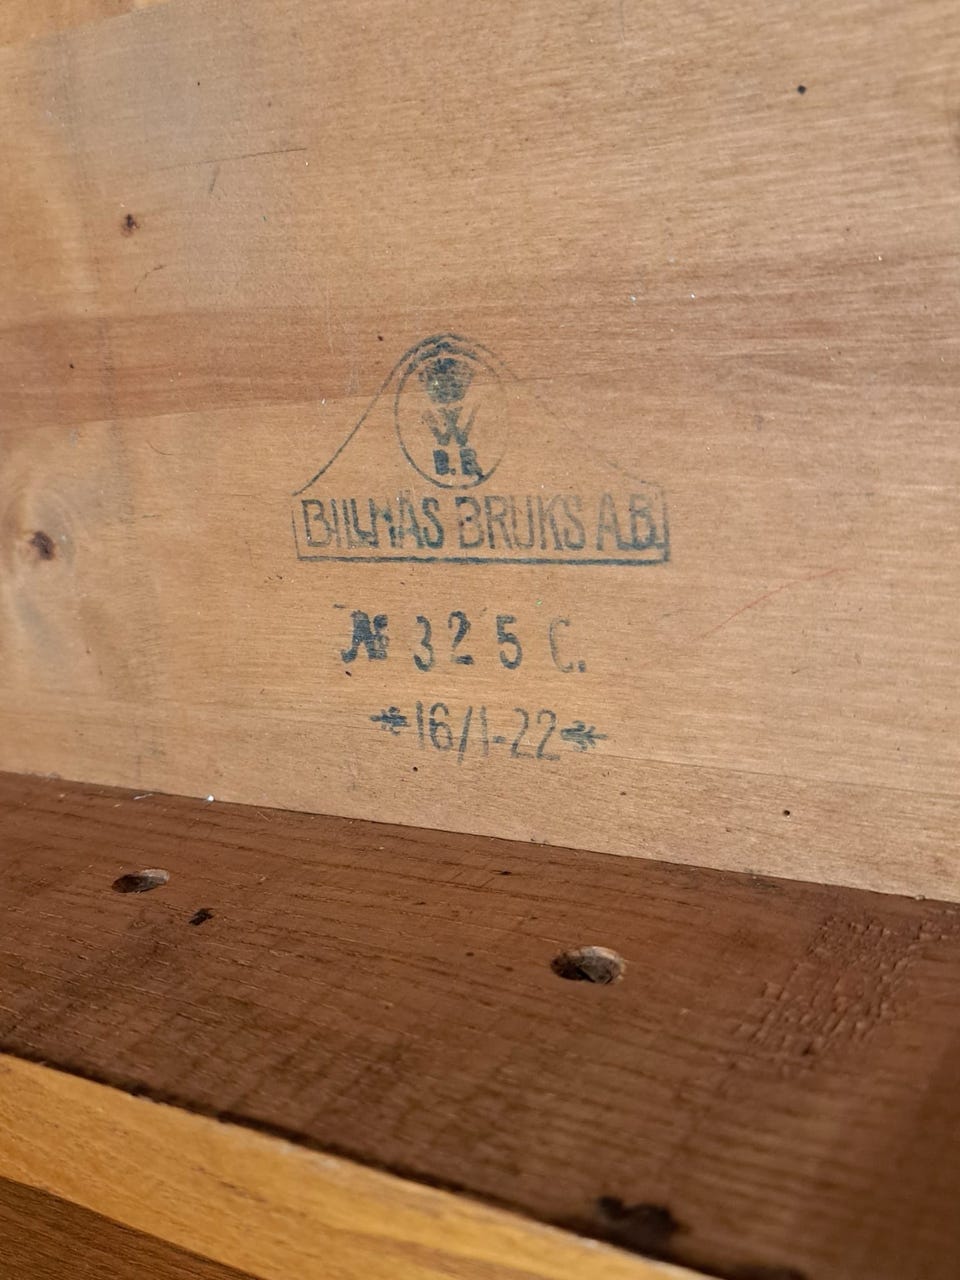 W
B.B.
BILLNÄS BRUKS A.B.
№ 325 C.
16/1-22